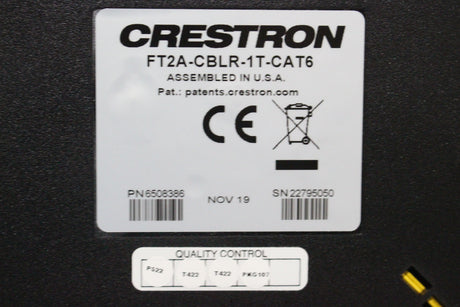 CRESTRON
FT2A-CBLR-1T-CAT6
ASSEMBLED IN U.S.A.
Pat.: patents.crestron.com
CE
PN 6508386 NOV 19 SN 22795050
QUALITY CONTROL
P522 T422 T422 PKG107